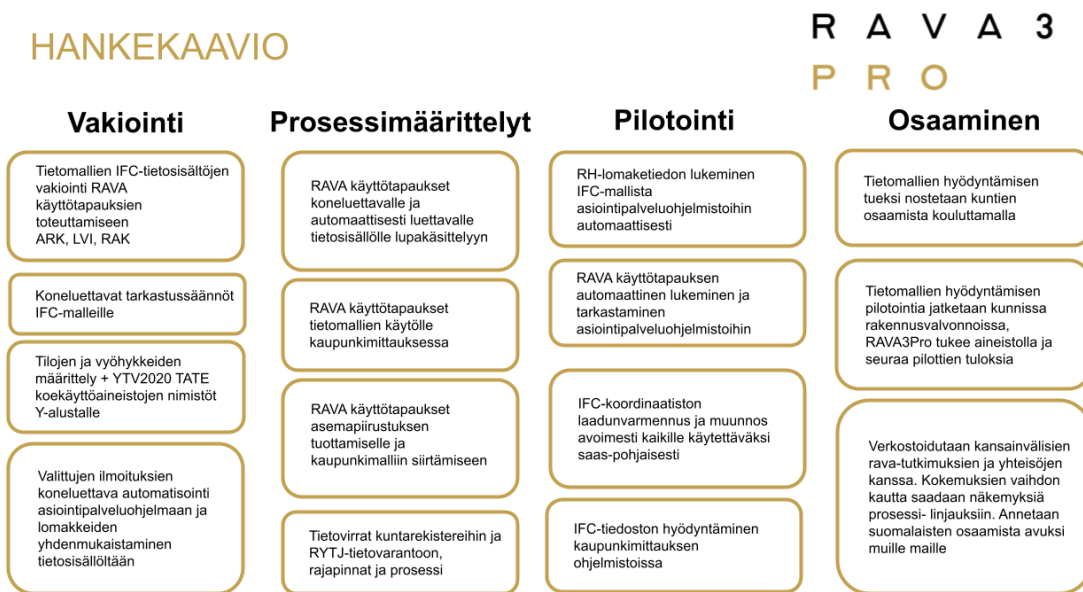 HANKEKAAVIO
RAVA3
PRO
Vakiointi
Tietomallien IFC-tietosisältöjen
vakiointi RAVA
käyttötapauksien
toteuttamiseen
ARK, LVI, RAK
Koneluettavat tarkastussäännöt
IFC-malleille
Tilojen ja vyöhykkeiden
määrittely + YTV2020 TATE
koekäyttöaineistojen nimistöt
Y-alustalle
Valittujen ilmoituksien
koneluettava automatisointi
asiointipalveluohjelmaan ja
lomakkeiden
yhdenmukaistaminen
tietosisällöltään
Prosessimäärittelyt
RAVA käyttötapaukset
koneluettavalle ja
automaattisesti luettavalle
tietosisällölle lupakäsittelyyn
RAVA käyttötapaukset
tietomallien käytölle
kaupunkimittauksessa
RAVA käyttötapaukset
asemapiirustuksen
tuottamiselle ja
kaupunkimalliin siirtämiseen
Tietovirrat kuntarekistereihin ja
RYTJ-tietovarantoon,
rajapinnat ja prosessi
Pilotointi
RH-lomaketiedon lukeminen
IFC-mallista
asiointipalveluohjelmistoihin
automaattisesti
RAVA käyttötapauksen
automaattinen lukeminen ja
tarkastaminen
asiointipalveluohjelmistoihin
IFC-koordinaatiston
laadunvarmennus ja muunnos
avoimesti kaikille käytettäväksi
saas-pohjaisesti
IFC-tiedoston hyödyntäminen
kaupunkimittauksen
ohjelmistoissa
Osaaminen
Tietomallien hyödyntämisen
tueksi nostetaan kuntien
osaamista kouluttamalla
Tietomallien hyödyntämisen
pilotointia jatketaan kunnissa
rakennusvalvonnoissa,
RAVA3Pro tukee aineistolla ja
seuraa pilottien tuloksia
Verkostoidutaan kansainvälisien
rava-tutkimuksien ja yhteisöjen
kanssa. Kokemuksien vaihdon
kautta saadaan näkemyksiä
prosessi- linjauksiin. Annetaan
suomalaisten osaamista avuksi
muille maille